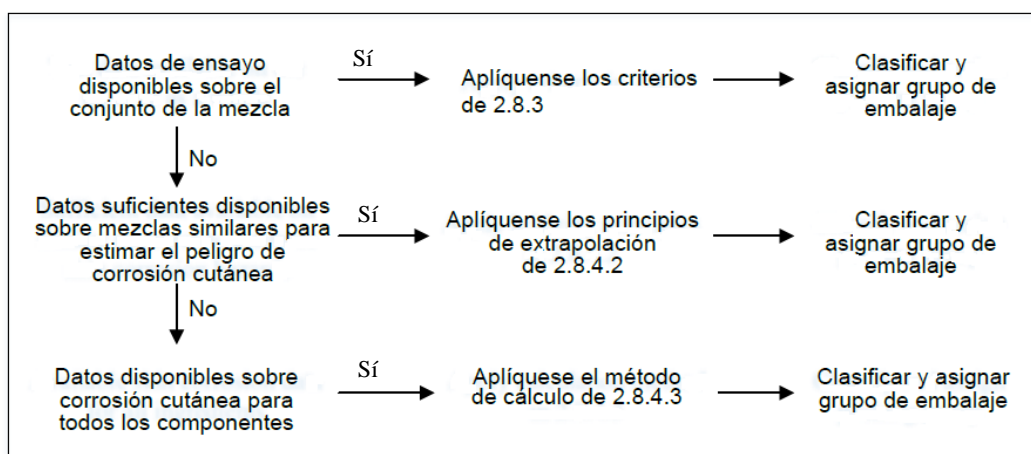 Datos de ensayo
disponibles sobre el
conjunto de la mezcla
Sí
Aplíquense los criterios
de 2.8.3
Clasificar y
asignar grupo de
embalaje
No
Datos suficientes disponibles
sobre mezclas similares para
estimar el peligro de
corrosión cutánea
Sí
Aplíquense los principios
de extrapolación
de 2.8.4.2
Clasificar y
asignar grupo de
embalaje
No
Datos disponibles sobre
corrosión cutánea para
todos los componentes
Sí
Aplíquese el método
de cálculo de 2.8.4.3
Clasificar y asignar
grupo de embalaje